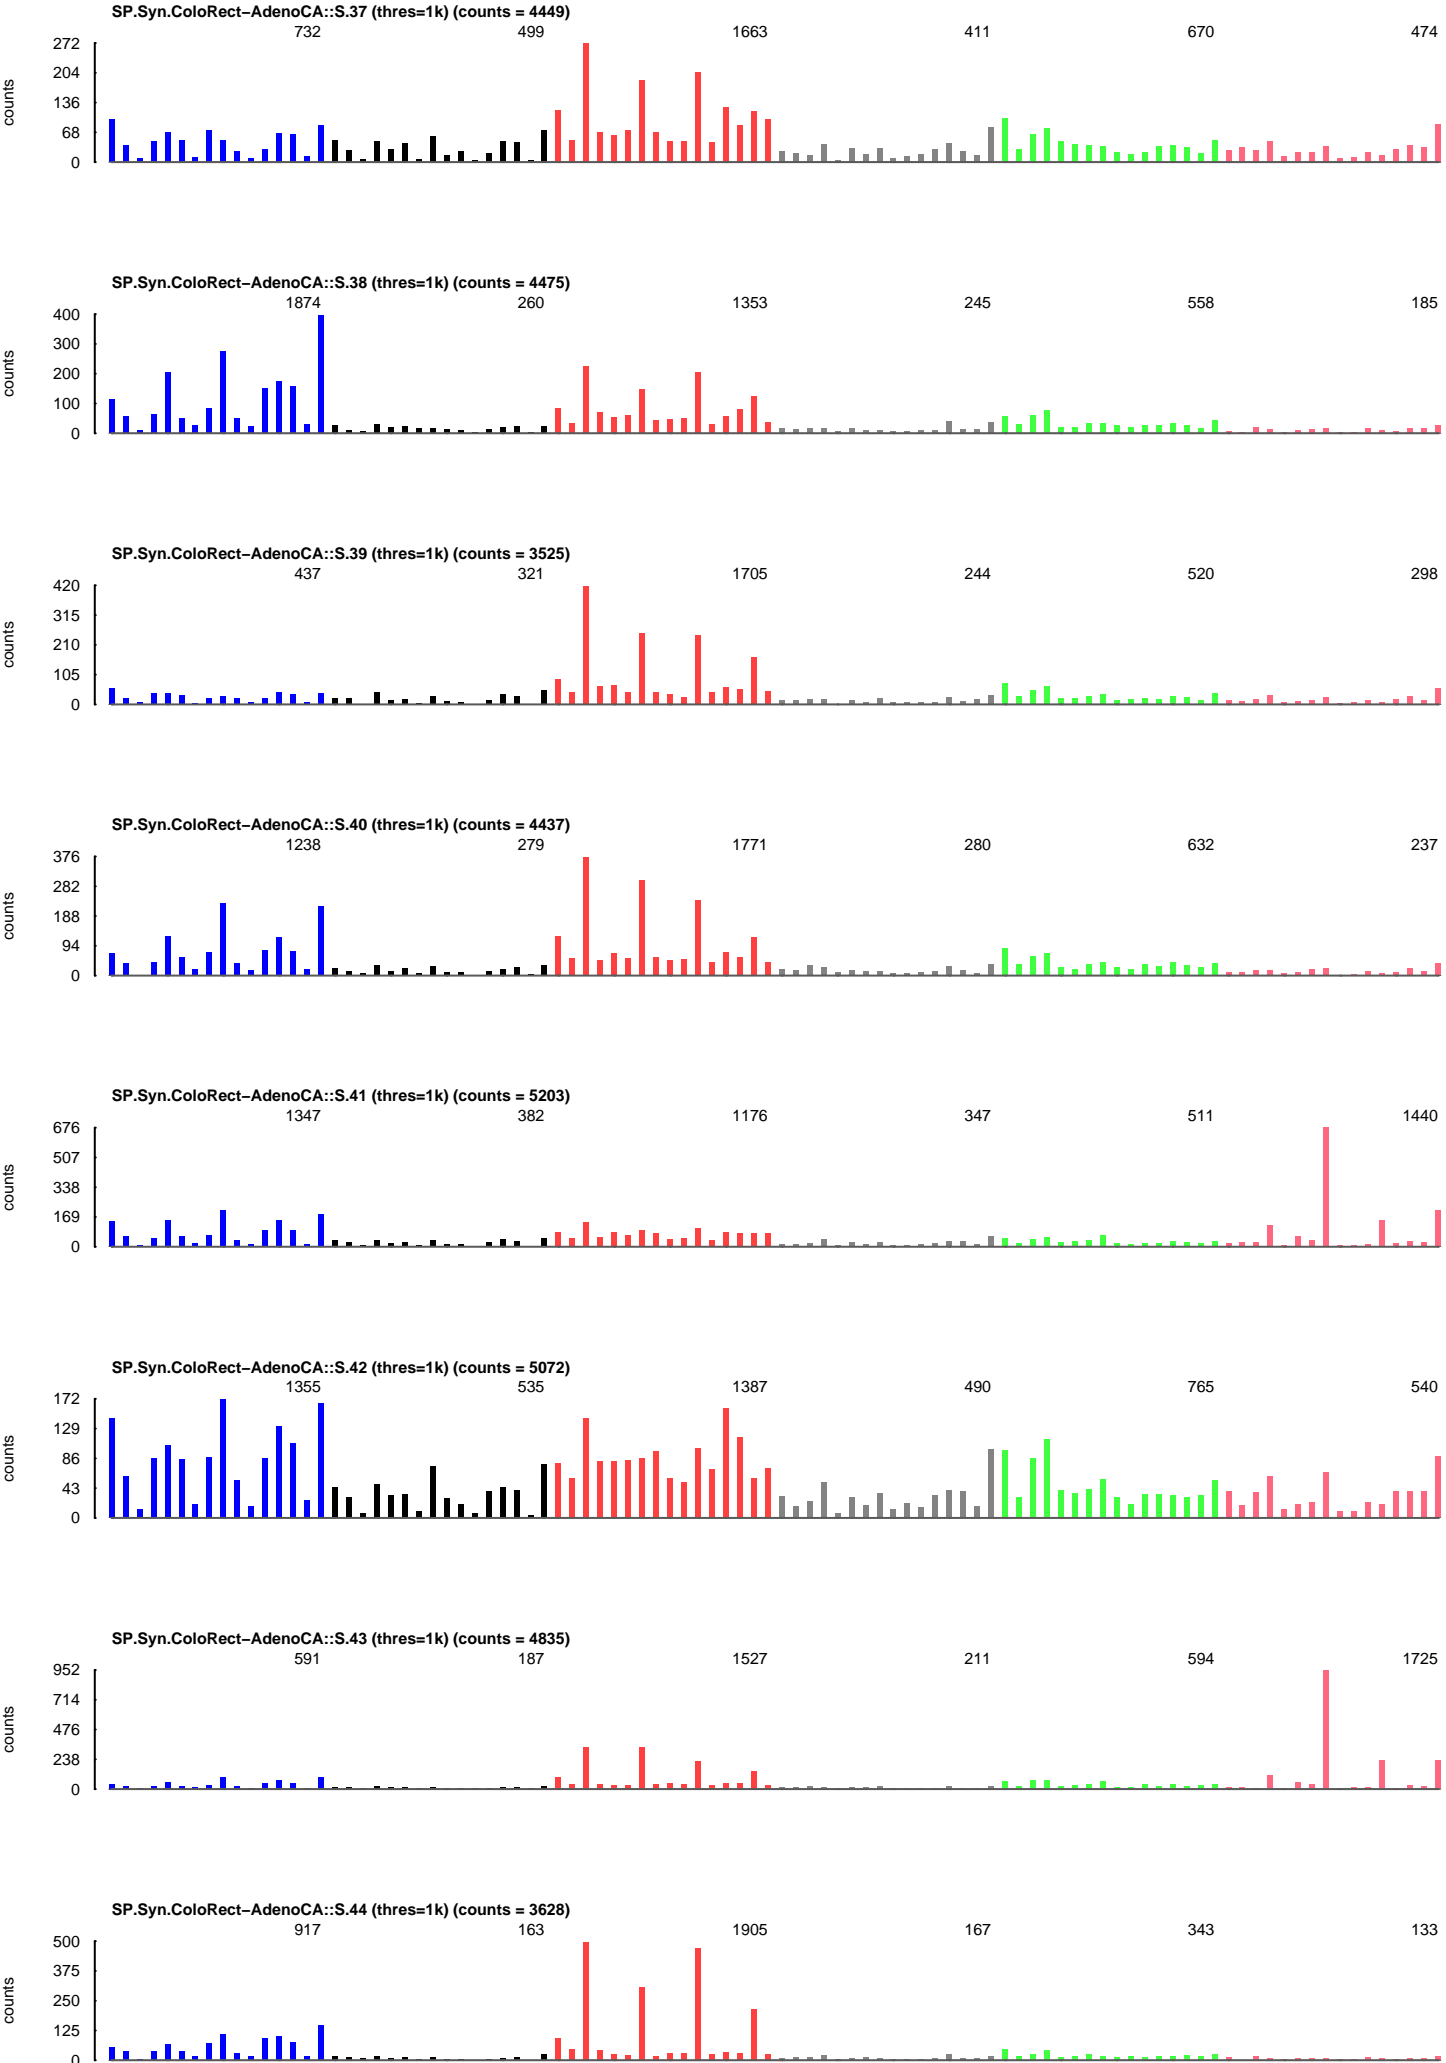 SP.Syn.ColoRect−AdenoCA::S.37 (thres=1k) (counts = 4449)
732 499 1663 411 670 474
272
204
136
68
0
counts
SP.Syn.ColoRect−AdenoCA::S.38 (thres=1k) (counts = 4475)
1874 260 1353 245 558 185
400
300
200
100
0
counts
SP.Syn.ColoRect−AdenoCA::S.39 (thres=1k) (counts = 3525)
437 321 1705 244 520 298
420
315
210
105
0
counts
SP.Syn.ColoRect−AdenoCA::S.40 (thres=1k) (counts = 4437)
1238 279 1771 280 632 237
376
282
188
94
0
counts
SP.Syn.ColoRect−AdenoCA::S.41 (thres=1k) (counts = 5203)
1347 382 1176 347 511 1440
676
507
338
169
0
counts
SP.Syn.ColoRect−AdenoCA::S.42 (thres=1k) (counts = 5072)
1355 535 1387 490 765 540
172
129
86
43
0
counts
SP.Syn.ColoRect−AdenoCA::S.43 (thres=1k) (counts = 4835)
591 187 1527 211 594 1725
952
714
476
238
0
counts
SP.Syn.ColoRect−AdenoCA::S.44 (thres=1k) (counts = 3628)
917 163 1905 167 343 133
500
375
250
125
0
counts